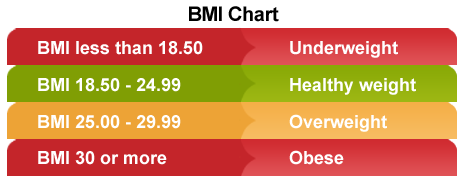 BMI Chart
BMI less than 18.50 Underweight
BMI 18.50 - 24.99 Healthy weight
BMI 25.00 - 29.99 Overweight
BMI 30 or more Obese